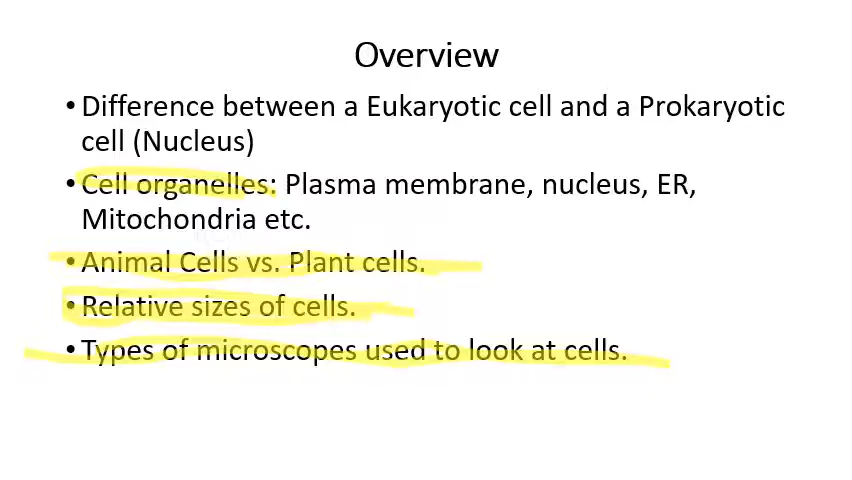 Overview
• Difference between a Eukaryotic cell and a Prokaryotic
cell (Nucleus)
• Cell organelles: Plasma membrane, nucleus, ER,
Mitochondria etc.
• Animal Cells vs. Plant cells.
• Relative sizes of cells.
• Types of microscopes used to look at cells.